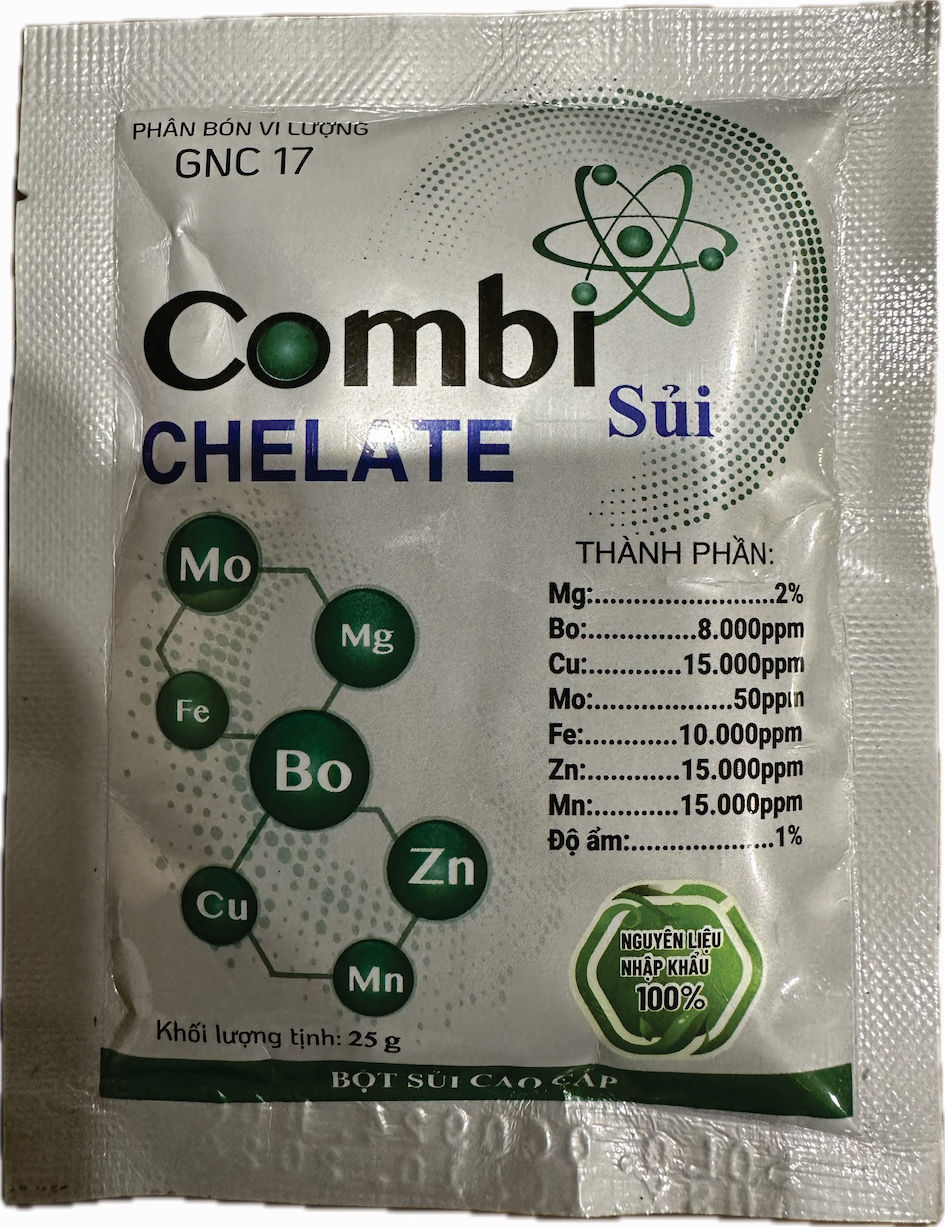 PHÂN BÓN VI LƯỢNG
GNC 17
Combi
Sủi
CHELATE
Mo
Mg
Fe
Bo
Zn
Cu
Mn
THÀNH PHẦN:
Mg:.......................2%
Bo:..............8.000ppm
Cu:............15.000ppm
Mo:..................50ppm
Fe:............10.000ppm
Zn:............15.000ppm
Mn:...........15.000ppm
Độ ẩm:...................1%
NGUYÊN LIỆU
NHẬP KHẨU
100%
Khối lượng tịnh: 25 g
BỘT SỦI CAO CẤP